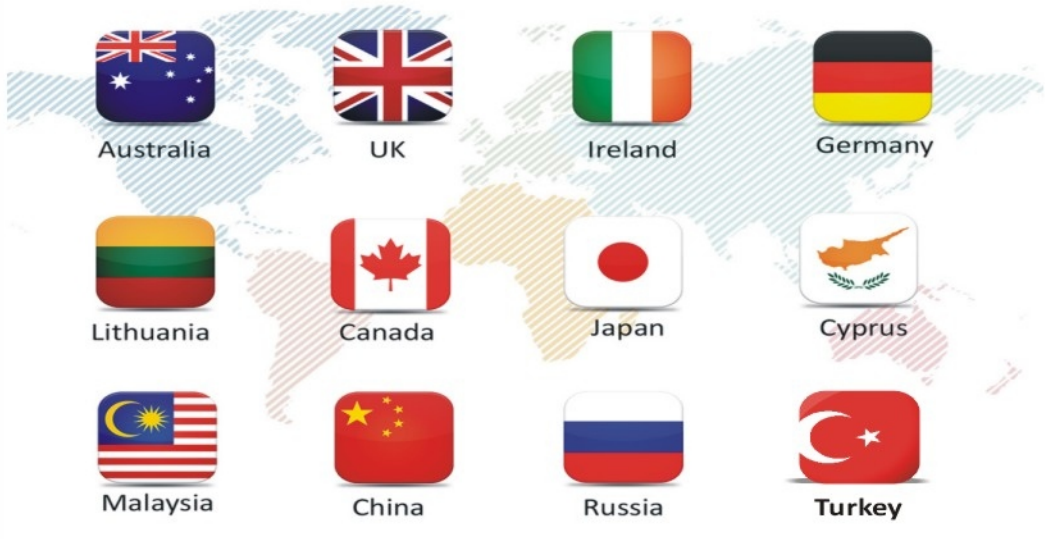 Australia
UK
Ireland
Germany
Lithuania
Canada
Japan
Cyprus
Malaysia
China
Russia
Turkey